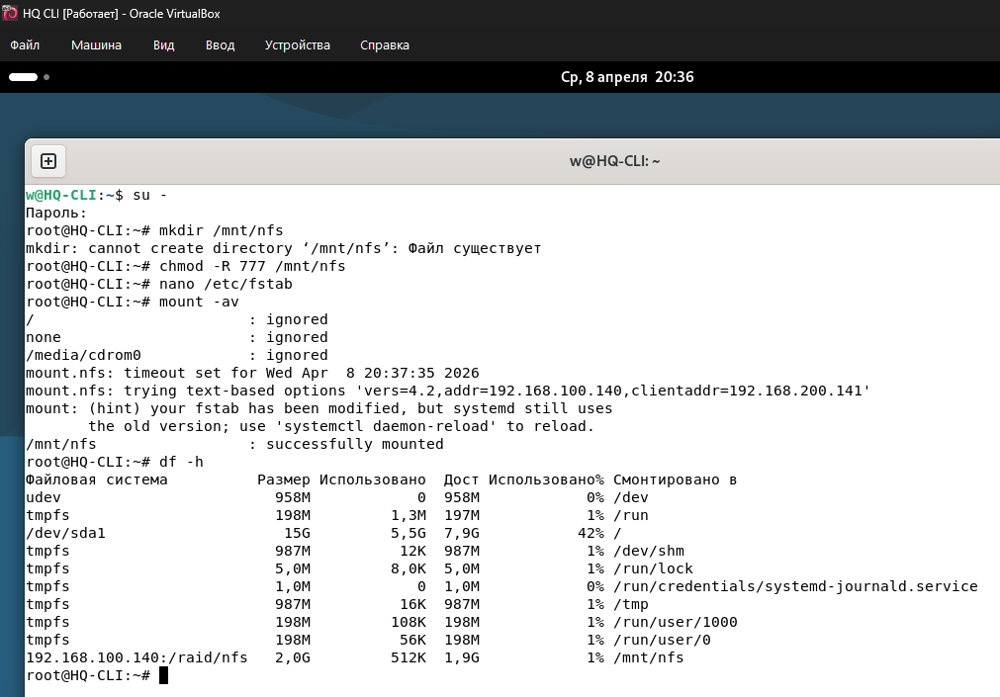 HQ CLI [Работает] - Oracle VirtualBox
Файл Машина Вид Ввод Устройства Справка
Ср, 8 апреля 20:36
w@HQ-CLI: ~
w@HQ-CLI:~$ su -
Пароль:
root@HQ-CLI:~# mkdir /mnt/nfs
mkdir: cannot create directory ‘/mnt/nfs’: Файл существует
root@HQ-CLI:~# chmod -R 777 /mnt/nfs
root@HQ-CLI:~# nano /etc/fstab
root@HQ-CLI:~# mount -av
/                        : ignored
none                     : ignored
/media/cdrom0            : ignored
mount.nfs: timeout set for Wed Apr  8 20:37:35 2026
mount.nfs: trying text-based options 'vers=4.2,addr=192.168.100.140,clientaddr=192.168.200.141'
mount: (hint) your fstab has been modified, but systemd still uses
       the old version; use 'systemctl daemon-reload' to reload.
/mnt/nfs                 : successfully mounted
root@HQ-CLI:~# df -h
Файловая система          Размер Использовано  Дост Использовано% Смонтировано в
udev                        958M            0  958M            0% /dev
tmpfs                       198M         1,3M  197M            1% /run
/dev/sda1                    15G         5,5G  7,9G           42% /
tmpfs                       987M          12K  987M            1% /dev/shm
tmpfs                       5,0M         8,0K  5,0M            1% /run/lock
tmpfs                       1,0M            0  1,0M            0% /run/credentials/systemd-journald.service
tmpfs                       987M          16K  987M            1% /tmp
tmpfs                       198M         108K  198M            1% /run/user/1000
tmpfs                       198M          56K  198M            1% /run/user/0
192.168.100.140:/raid/nfs   2,0G         512K  1,9G            1% /mnt/nfs
root@HQ-CLI:~#